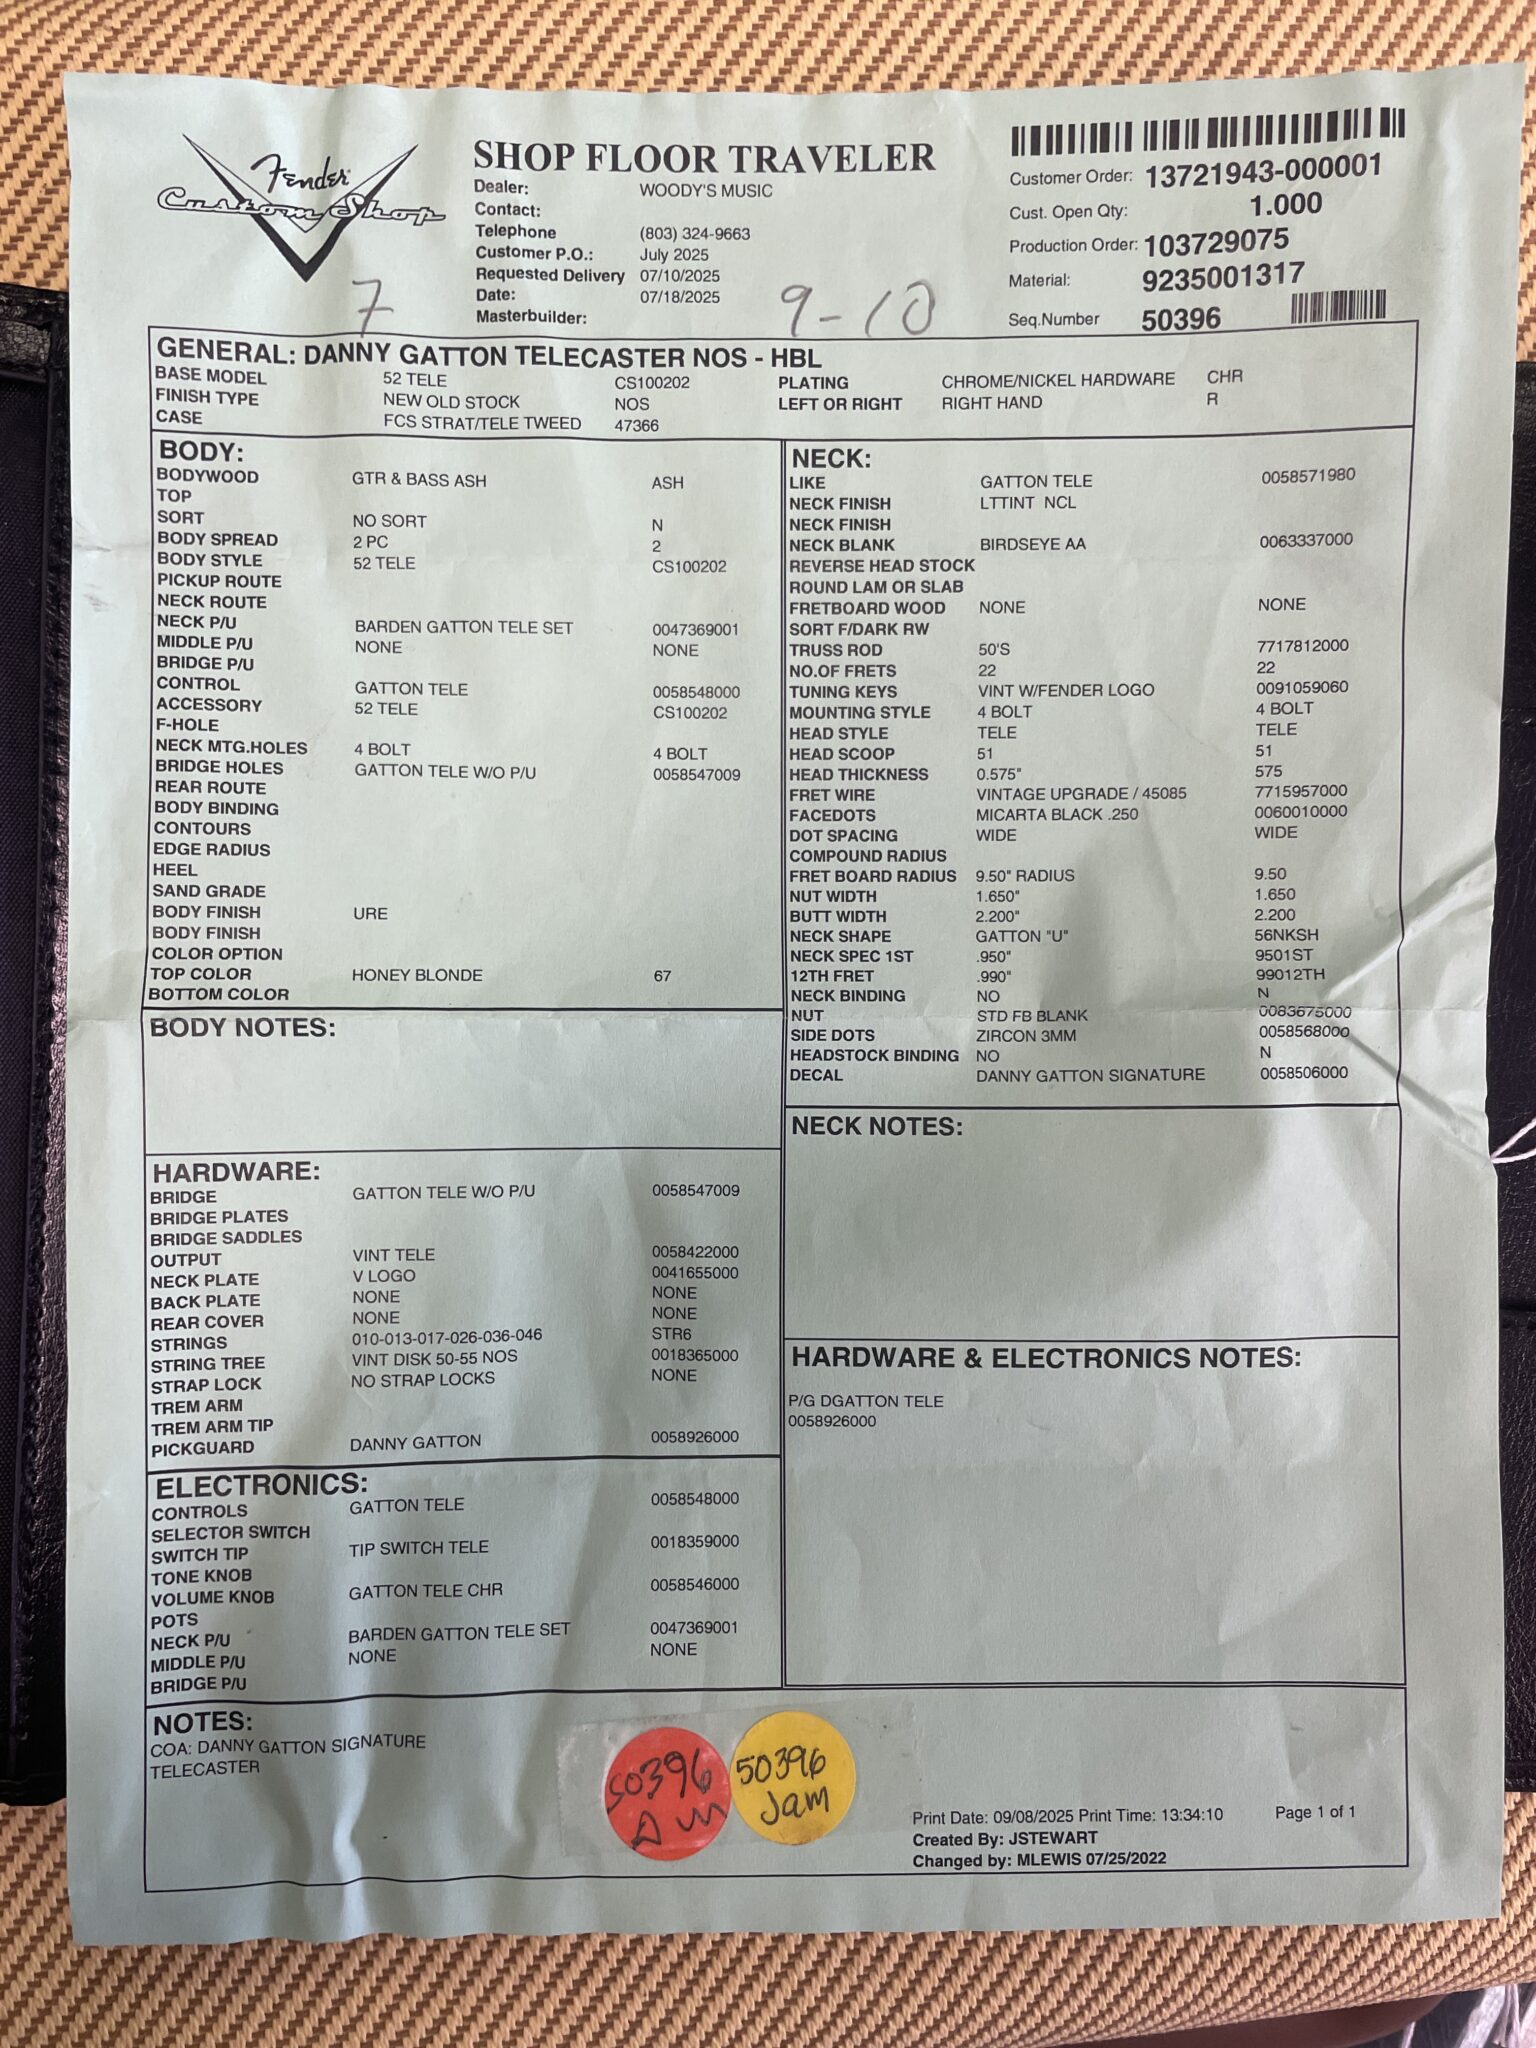 Fender
Custom Shop
SHOP FLOOR TRAVELER
Dealer: WOODY'S MUSIC
Contact:
Telephone (803) 324-9663
Customer P.O.: July 2025
Requested Delivery 07/10/2025
Date: 07/18/2025
Masterbuilder:
Customer Order: 13721943-000001
Cust. Open Qty: 1.000
Production Order: 103729075
Material: 9235001317
Seq.Number 50396
7
9-10
GENERAL: DANNY GATTON TELECASTER NOS - HBL
BASE MODEL 52 TELE CS100202 PLATING CHROME/NICKEL HARDWARE CHR
FINISH TYPE NEW OLD STOCK NOS LEFT OR RIGHT RIGHT HAND R
CASE FCS STRAT/TELE TWEED 47366
BODY:
BODYWOOD GTR & BASS ASH ASH
TOP
SORT NO SORT N
BODY SPREAD 2 PC 2
BODY STYLE 52 TELE CS100202
PICKUP ROUTE
NECK ROUTE
NECK P/U BARDEN GATTON TELE SET 0047369001
MIDDLE P/U NONE NONE
BRIDGE P/U
CONTROL GATTON TELE 0058548000
ACCESSORY 52 TELE CS100202
F-HOLE
NECK MTG.HOLES 4 BOLT 4 BOLT
BRIDGE HOLES GATTON TELE W/O P/U 0058547009
REAR ROUTE
BODY BINDING
CONTOURS
EDGE RADIUS
HEEL
SAND GRADE
BODY FINISH URE
BODY FINISH
COLOR OPTION
TOP COLOR HONEY BLONDE 67
BOTTOM COLOR
BODY NOTES:
HARDWARE:
BRIDGE GATTON TELE W/O P/U 0058547009
BRIDGE PLATES
BRIDGE SADDLES
OUTPUT VINT TELE 0058422000
NECK PLATE V LOGO 0041655000
BACK PLATE NONE NONE
REAR COVER NONE NONE
STRINGS 010-013-017-026-036-046 STR6
STRING TREE VINT DISK 50-55 NOS 0018365000
STRAP LOCK NO STRAP LOCKS NONE
TREM ARM
TREM ARM TIP
PICKGUARD DANNY GATTON 0058926000
ELECTRONICS:
CONTROLS GATTON TELE 0058548000
SELECTOR SWITCH
SWITCH TIP TIP SWITCH TELE 0018359000
TONE KNOB
VOLUME KNOB GATTON TELE CHR 0058546000
POTS
NECK P/U BARDEN GATTON TELE SET 0047369001
MIDDLE P/U NONE NONE
BRIDGE P/U
NECK:
LIKE GATTON TELE 0058571980
NECK FINISH LTTINT NCL
NECK FINISH
NECK BLANK BIRDSEYE AA 0063337000
REVERSE HEAD STOCK
ROUND LAM OR SLAB
FRETBOARD WOOD NONE NONE
SORT F/DARK RW
TRUSS ROD 50'S 7717812000
NO.OF FRETS 22 22
TUNING KEYS VINT W/FENDER LOGO 0091059060
MOUNTING STYLE 4 BOLT 4 BOLT
HEAD STYLE TELE TELE
HEAD SCOOP 51 51
HEAD THICKNESS 0.575" 575
FRET WIRE VINTAGE UPGRADE / 45085 7715957000
FACEDOTS MICARTA BLACK .250 0060010000
DOT SPACING WIDE WIDE
COMPOUND RADIUS
FRET BOARD RADIUS 9.50" RADIUS 9.50
NUT WIDTH 1.650" 1.650
BUTT WIDTH 2.200" 2.200
NECK SHAPE GATTON "U" 56NKSH
NECK SPEC 1ST .950" 9501ST
12TH FRET .990" 99012TH
NECK BINDING NO N
NUT STD FB BLANK 0083675000
SIDE DOTS ZIRCON 3MM 0058568000
HEADSTOCK BINDING NO N
DECAL DANNY GATTON SIGNATURE 0058506000
NECK NOTES:
HARDWARE & ELECTRONICS NOTES:
P/G DGATTON TELE
0058926000
NOTES:
COA: DANNY GATTON SIGNATURE
TELECASTER
50396
50396
Jam
Print Date: 09/08/2025 Print Time: 13:34:10 Page 1 of 1
Created By: JSTEWART
Changed by: MLEWIS 07/25/2022